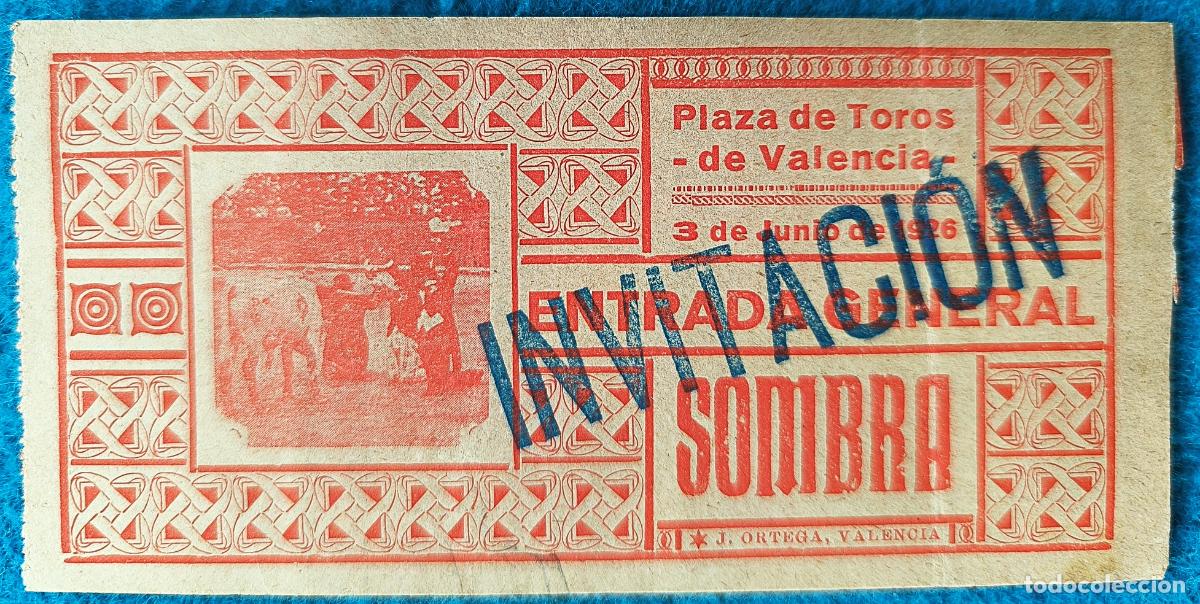 Plaza de Toros
- de Valencia -
3 de Junio de 1926
ENTRADA GENERAL
INVITACIÓN
SOMBRA
J. ORTEGA, VALENCIA
todocoleccion